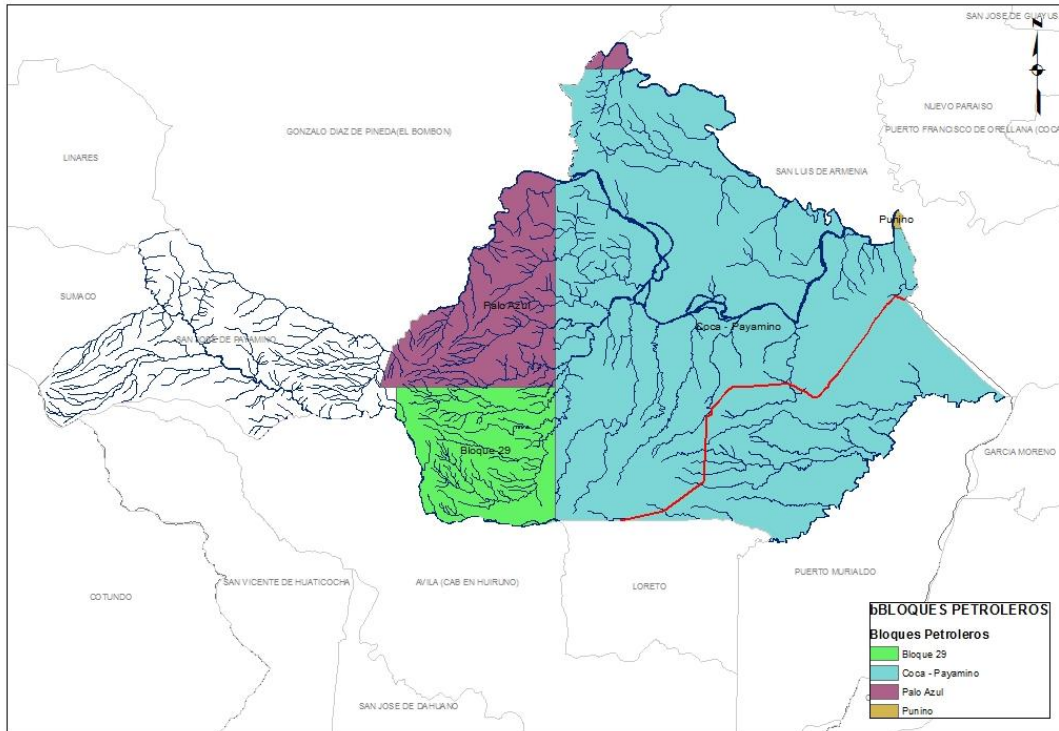 SAN JOSE DE GUAYUS
N
NUEVO PARAISO
GONZALO DIAZ DE PINEDA(EL BOMBON)
PUERTO FRANCISCO DE ORELLANA (COCA
LINARES
SAN LUIS DE ARMENIA
Punino
SUMACO
Palo Azul
Coca - Payamino
SAN JOSE DE PAYAMINO
Bloque 29
GARCIA MORENO
PUERTO MURIALDO
SAN VICENTE DE HUATICOCHA
AVILA (CAB EN HUIRUNO)
LORETO
COTUNDO
SAN JOSE DE DAHUANO
bBLOQUES PETROLEROS
Bloques Petroleros
Bloque 29
Coca - Payamino
Palo Azul
Punino